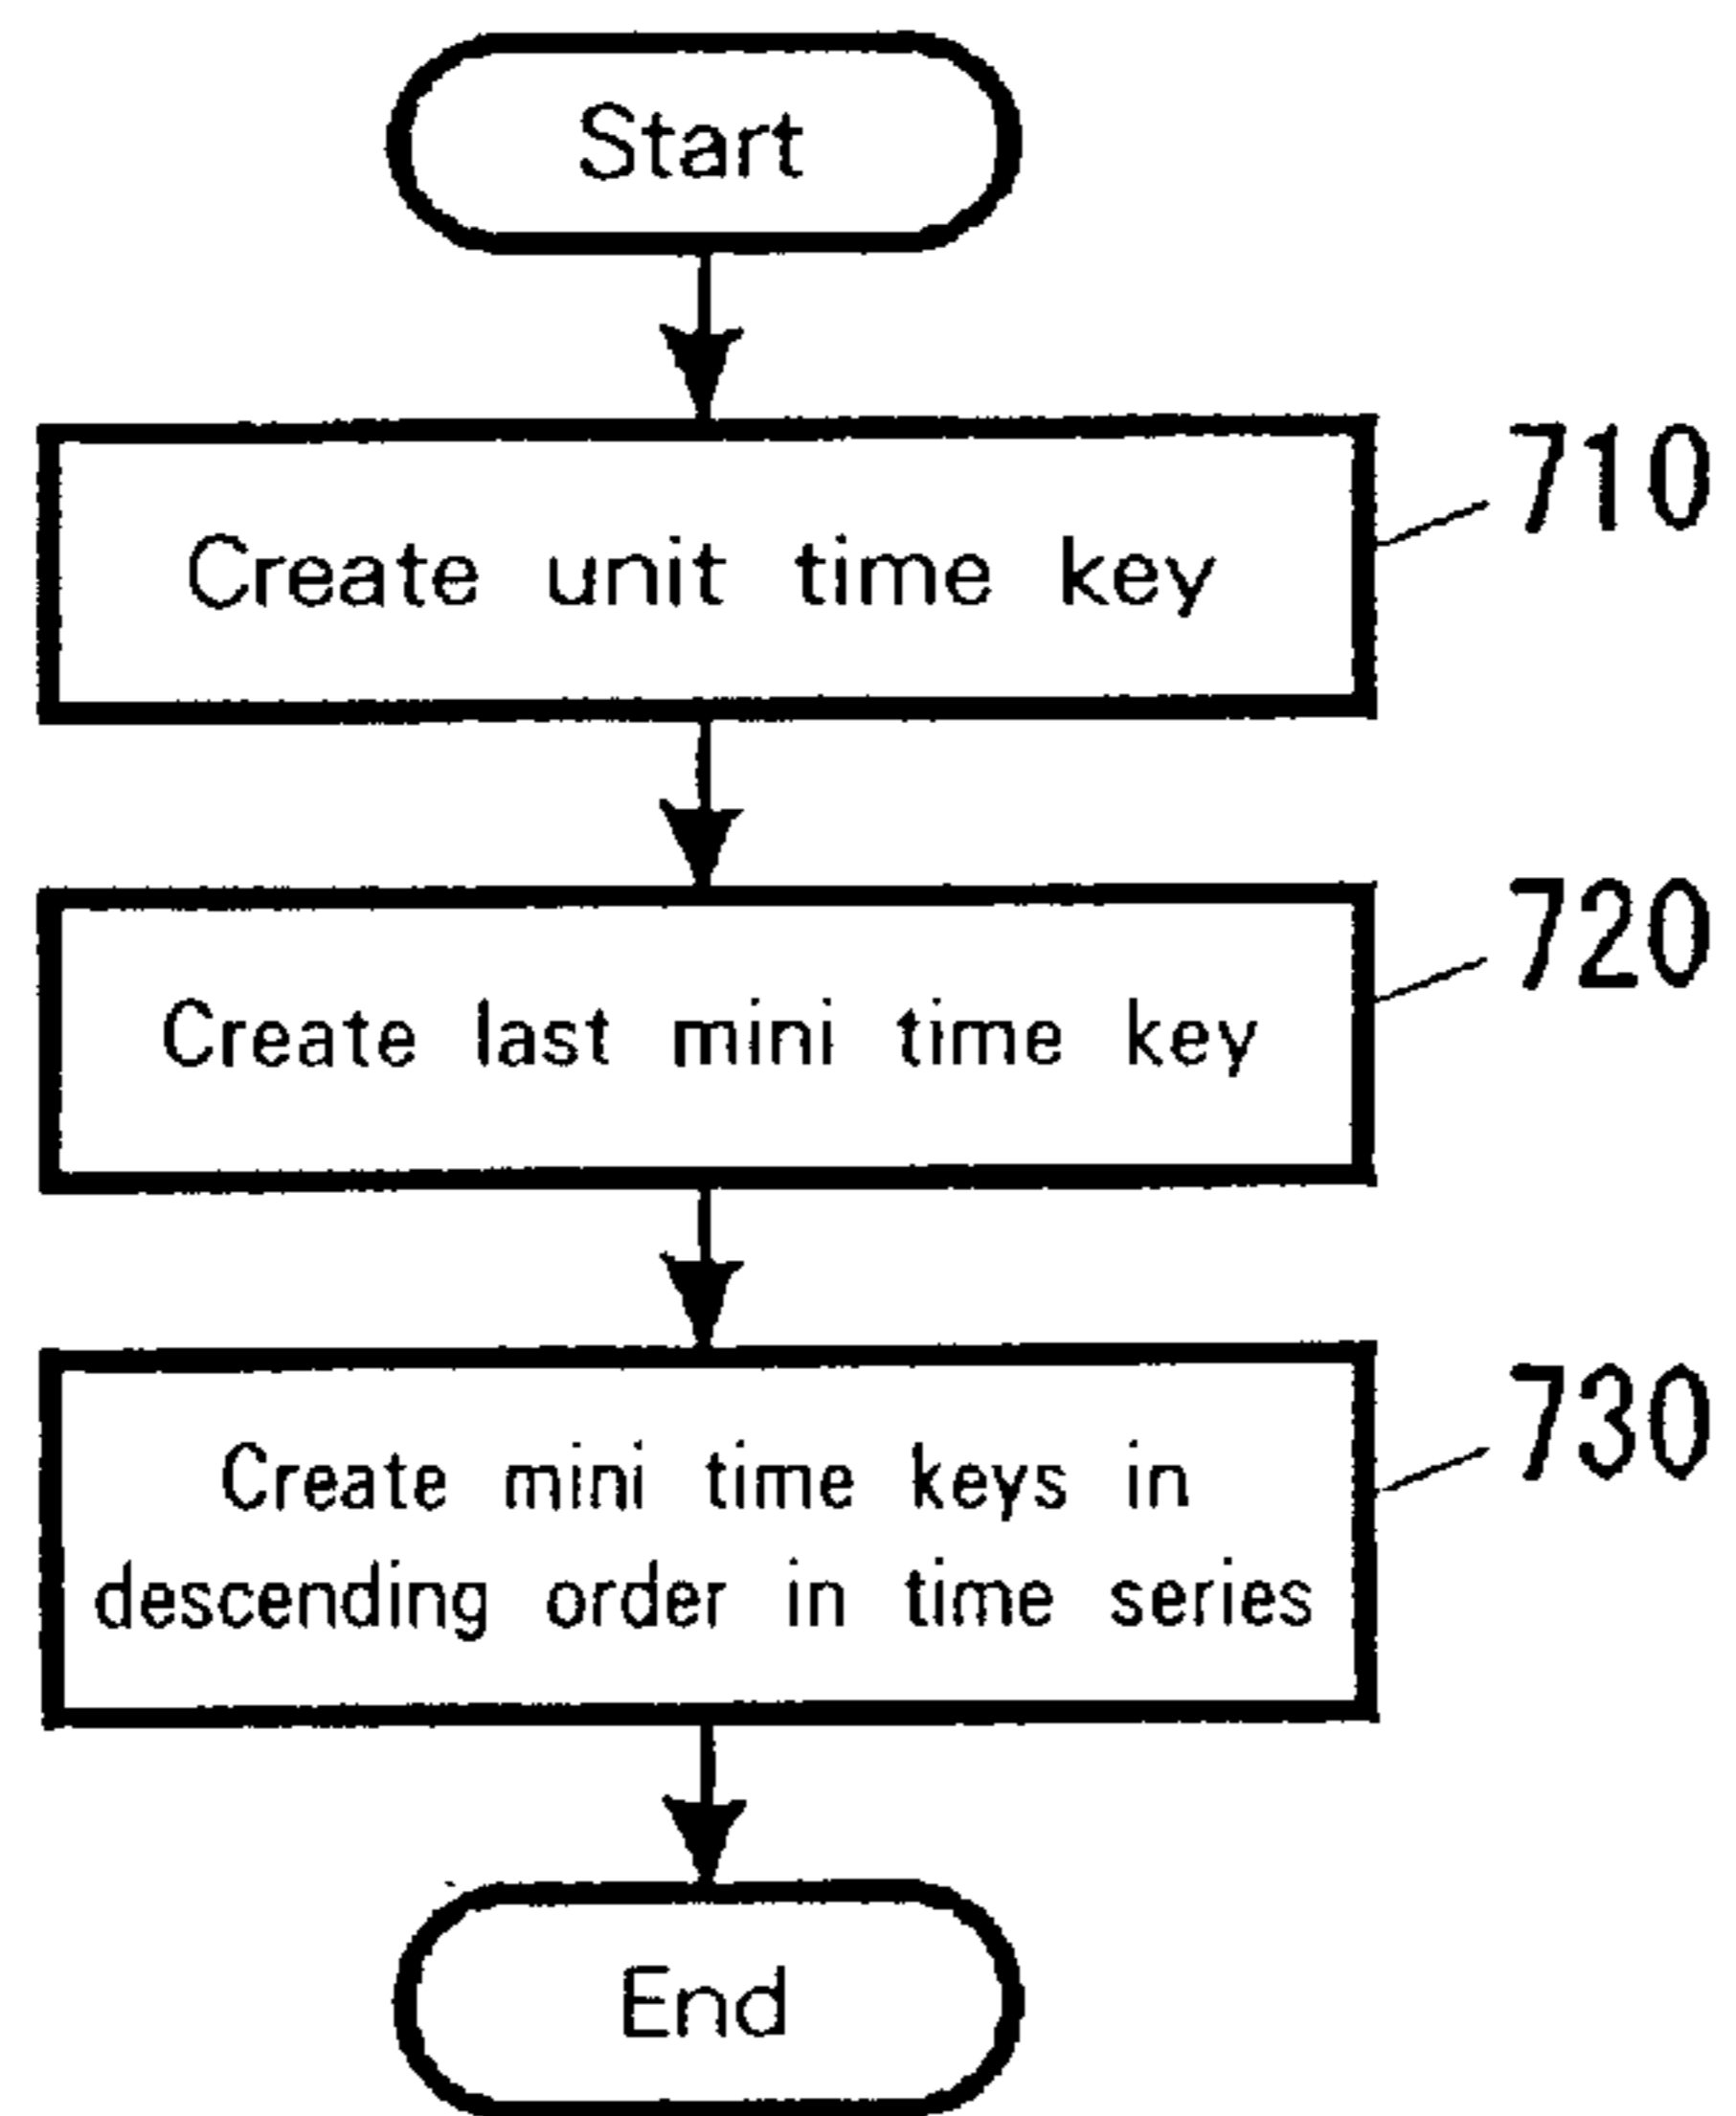 Start
710
Create unit time key
720
Create last mini time key
730
Create mini time keys in
descending order in time series
End